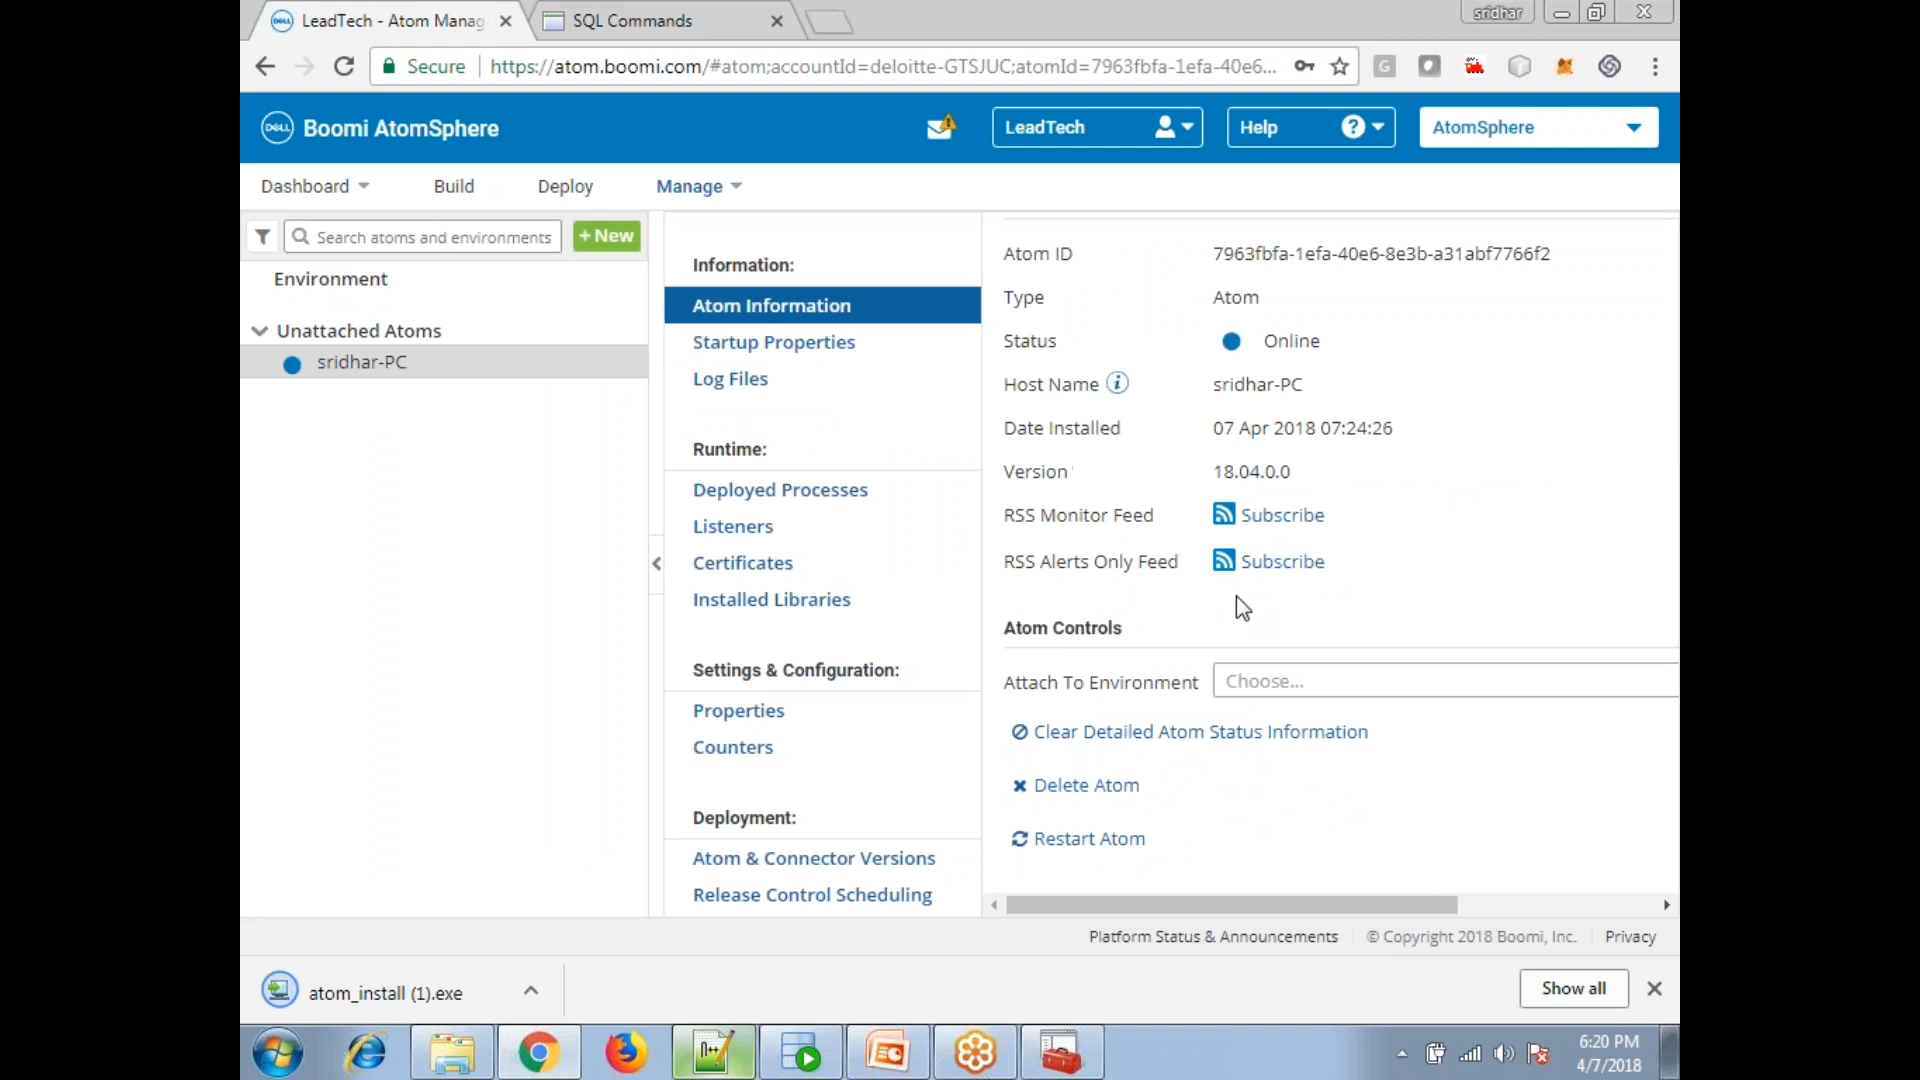 LeadTech - Atom Manag
SQL Commands
sridhar
Secure
https://atom.boomi.com/#atom;accountId=deloitte-GTSJUC;atomId=7963fbfa-1efa-40e6...
DELL
Boomi AtomSphere
LeadTech
Help
AtomSphere
Dashboard
Build
Deploy
Manage
Search atoms and environments
+ New
Environment
Unattached Atoms
sridhar-PC
Information:
Atom Information
Startup Properties
Log Files
Runtime:
Deployed Processes
Listeners
Certificates
Installed Libraries
Settings & Configuration:
Properties
Counters
Deployment:
Atom & Connector Versions
Release Control Scheduling
Atom ID 7963fbfa-1efa-40e6-8e3b-a31abf7766f2
Type Atom
Status Online
Host Name sridhar-PC
Date Installed 07 Apr 2018 07:24:26
Version 18.04.0.0
RSS Monitor Feed Subscribe
RSS Alerts Only Feed Subscribe
Atom Controls
Attach To Environment Choose...
Clear Detailed Atom Status Information
Delete Atom
Restart Atom
Platform Status & Announcements
© Copyright 2018 Boomi, Inc.
Privacy
atom_install (1).exe
Show all
6:20 PM
4/7/2018